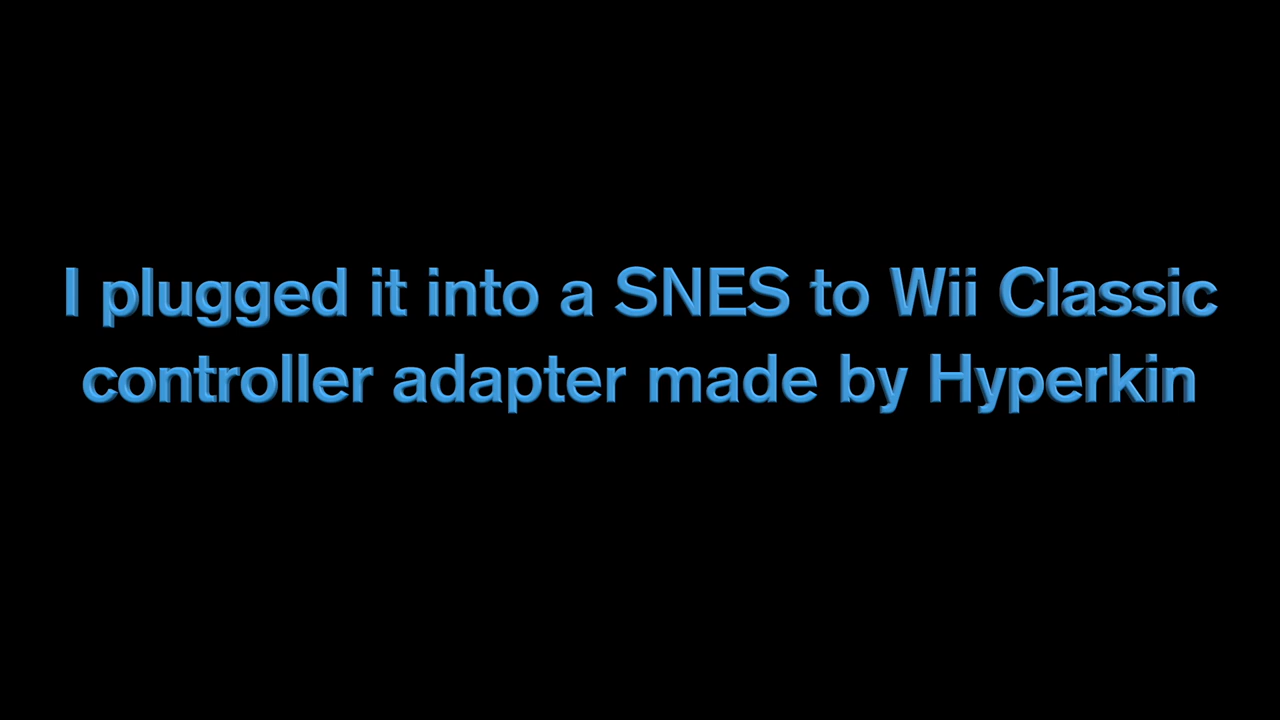 I plugged it into a SNES to Wii Classic
controller adapter made by Hyperkin